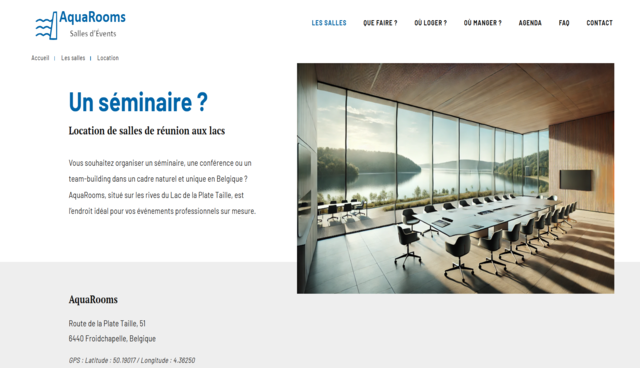 AquaRooms
Salles d'Events
LES SALLES QUE FAIRE ? OÙ LOGER ? OÙ MANGER ? AGENDA FAQ CONTACT
Accueil | Les salles | Location
Un séminaire ?
Location de salles de réunion aux lacs
Vous souhaitez organiser un séminaire, une conférence ou un
team-building dans un cadre naturel et unique en Belgique ?
AquaRooms, situé sur les rives du Lac de la Plate Taille, est
l'endroit idéal pour vos événements professionnels sur mesure.
AquaRooms
Route de la Plate Taille, 51
6440 Froidchapelle, Belgique
GPS : Latitude : 50.19017 / Longitude : 4.36250